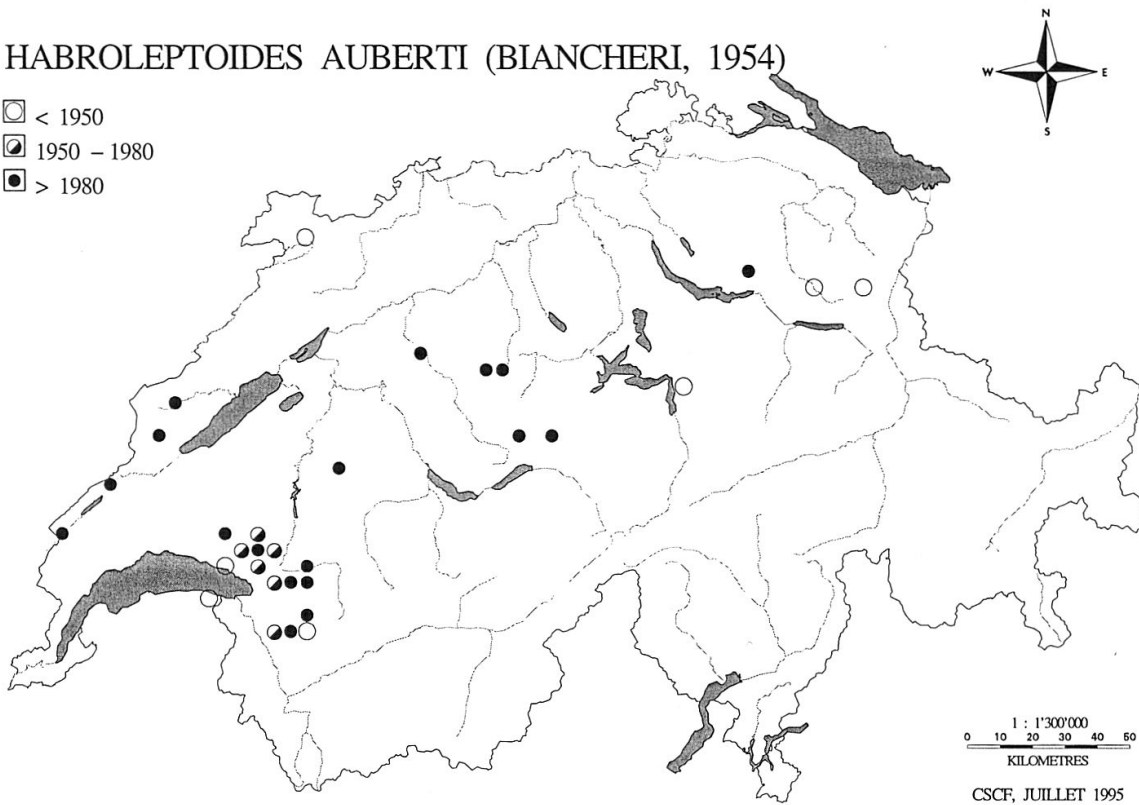 HABROLEPTOIDES AUBERTI (BIANCHERI, 1954)
< 1950
1950 – 1980
> 1980
N
W E
S
1 : 1'300'000
0 10 20 30 40 50
KILOMETRES
CSCF, JUILLET 1995